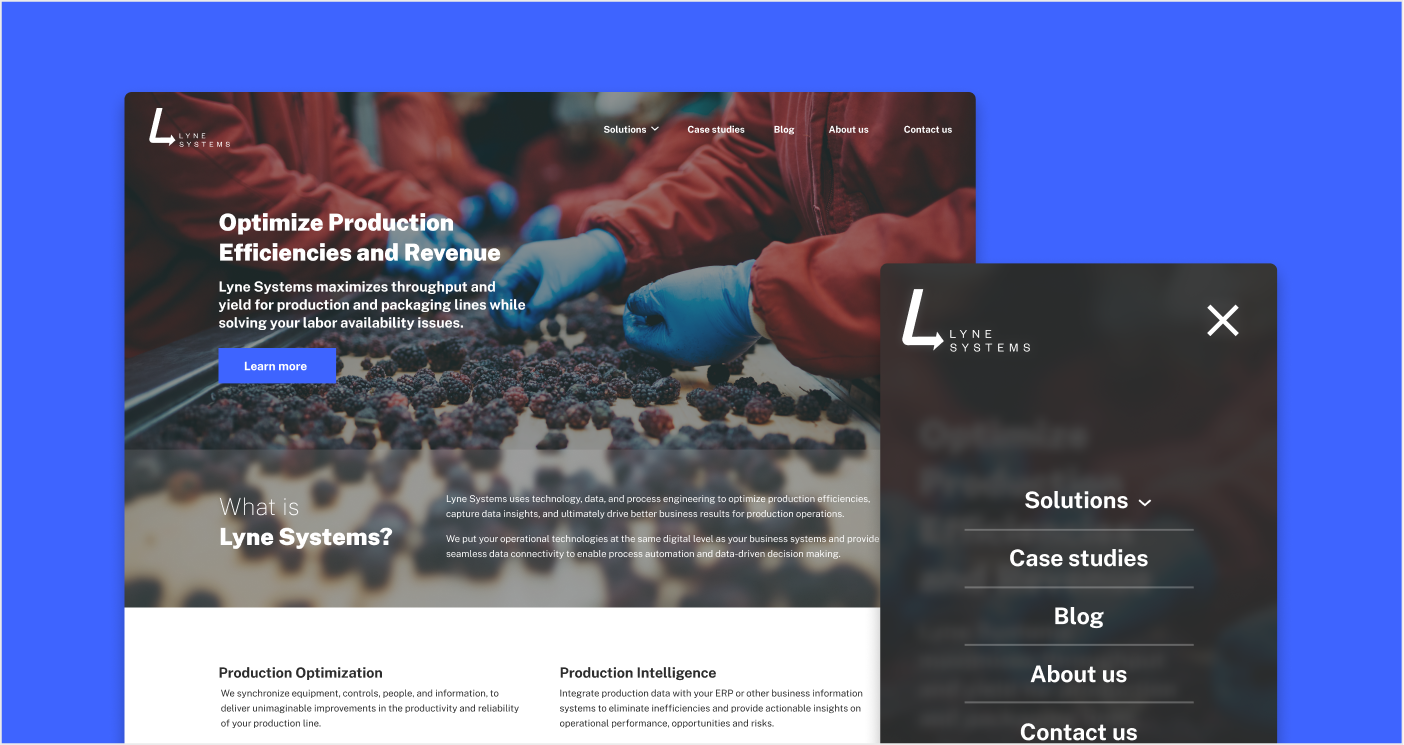 LYNE
SYSTEMS
Solutions
Case studies
Blog
About us
Contact us
Optimize Production
Efficiencies and Revenue
Lyne Systems maximizes throughput and
yield for production and packaging lines while
solving your labor availability issues.
Learn more
What is
Lyne Systems?
Lyne Systems uses technology, data, and process engineering to optimize production efficiencies,
capture data insights, and ultimately drive better business results for production operations.
We put your operational technologies at the same digital level as your business systems and provide
seamless data connectivity to enable process automation and data-driven decision making.
Production Optimization
We synchronize equipment, controls, people, and information, to
deliver unimaginable improvements in the productivity and reliability
of your production line.
Production Intelligence
Integrate production data with your ERP or other business information
systems to eliminate inefficiencies and provide actionable insights on
operational performance, opportunities and risks.
LYNE
SYSTEMS
Solutions
Case studies
Blog
About us
Contact us